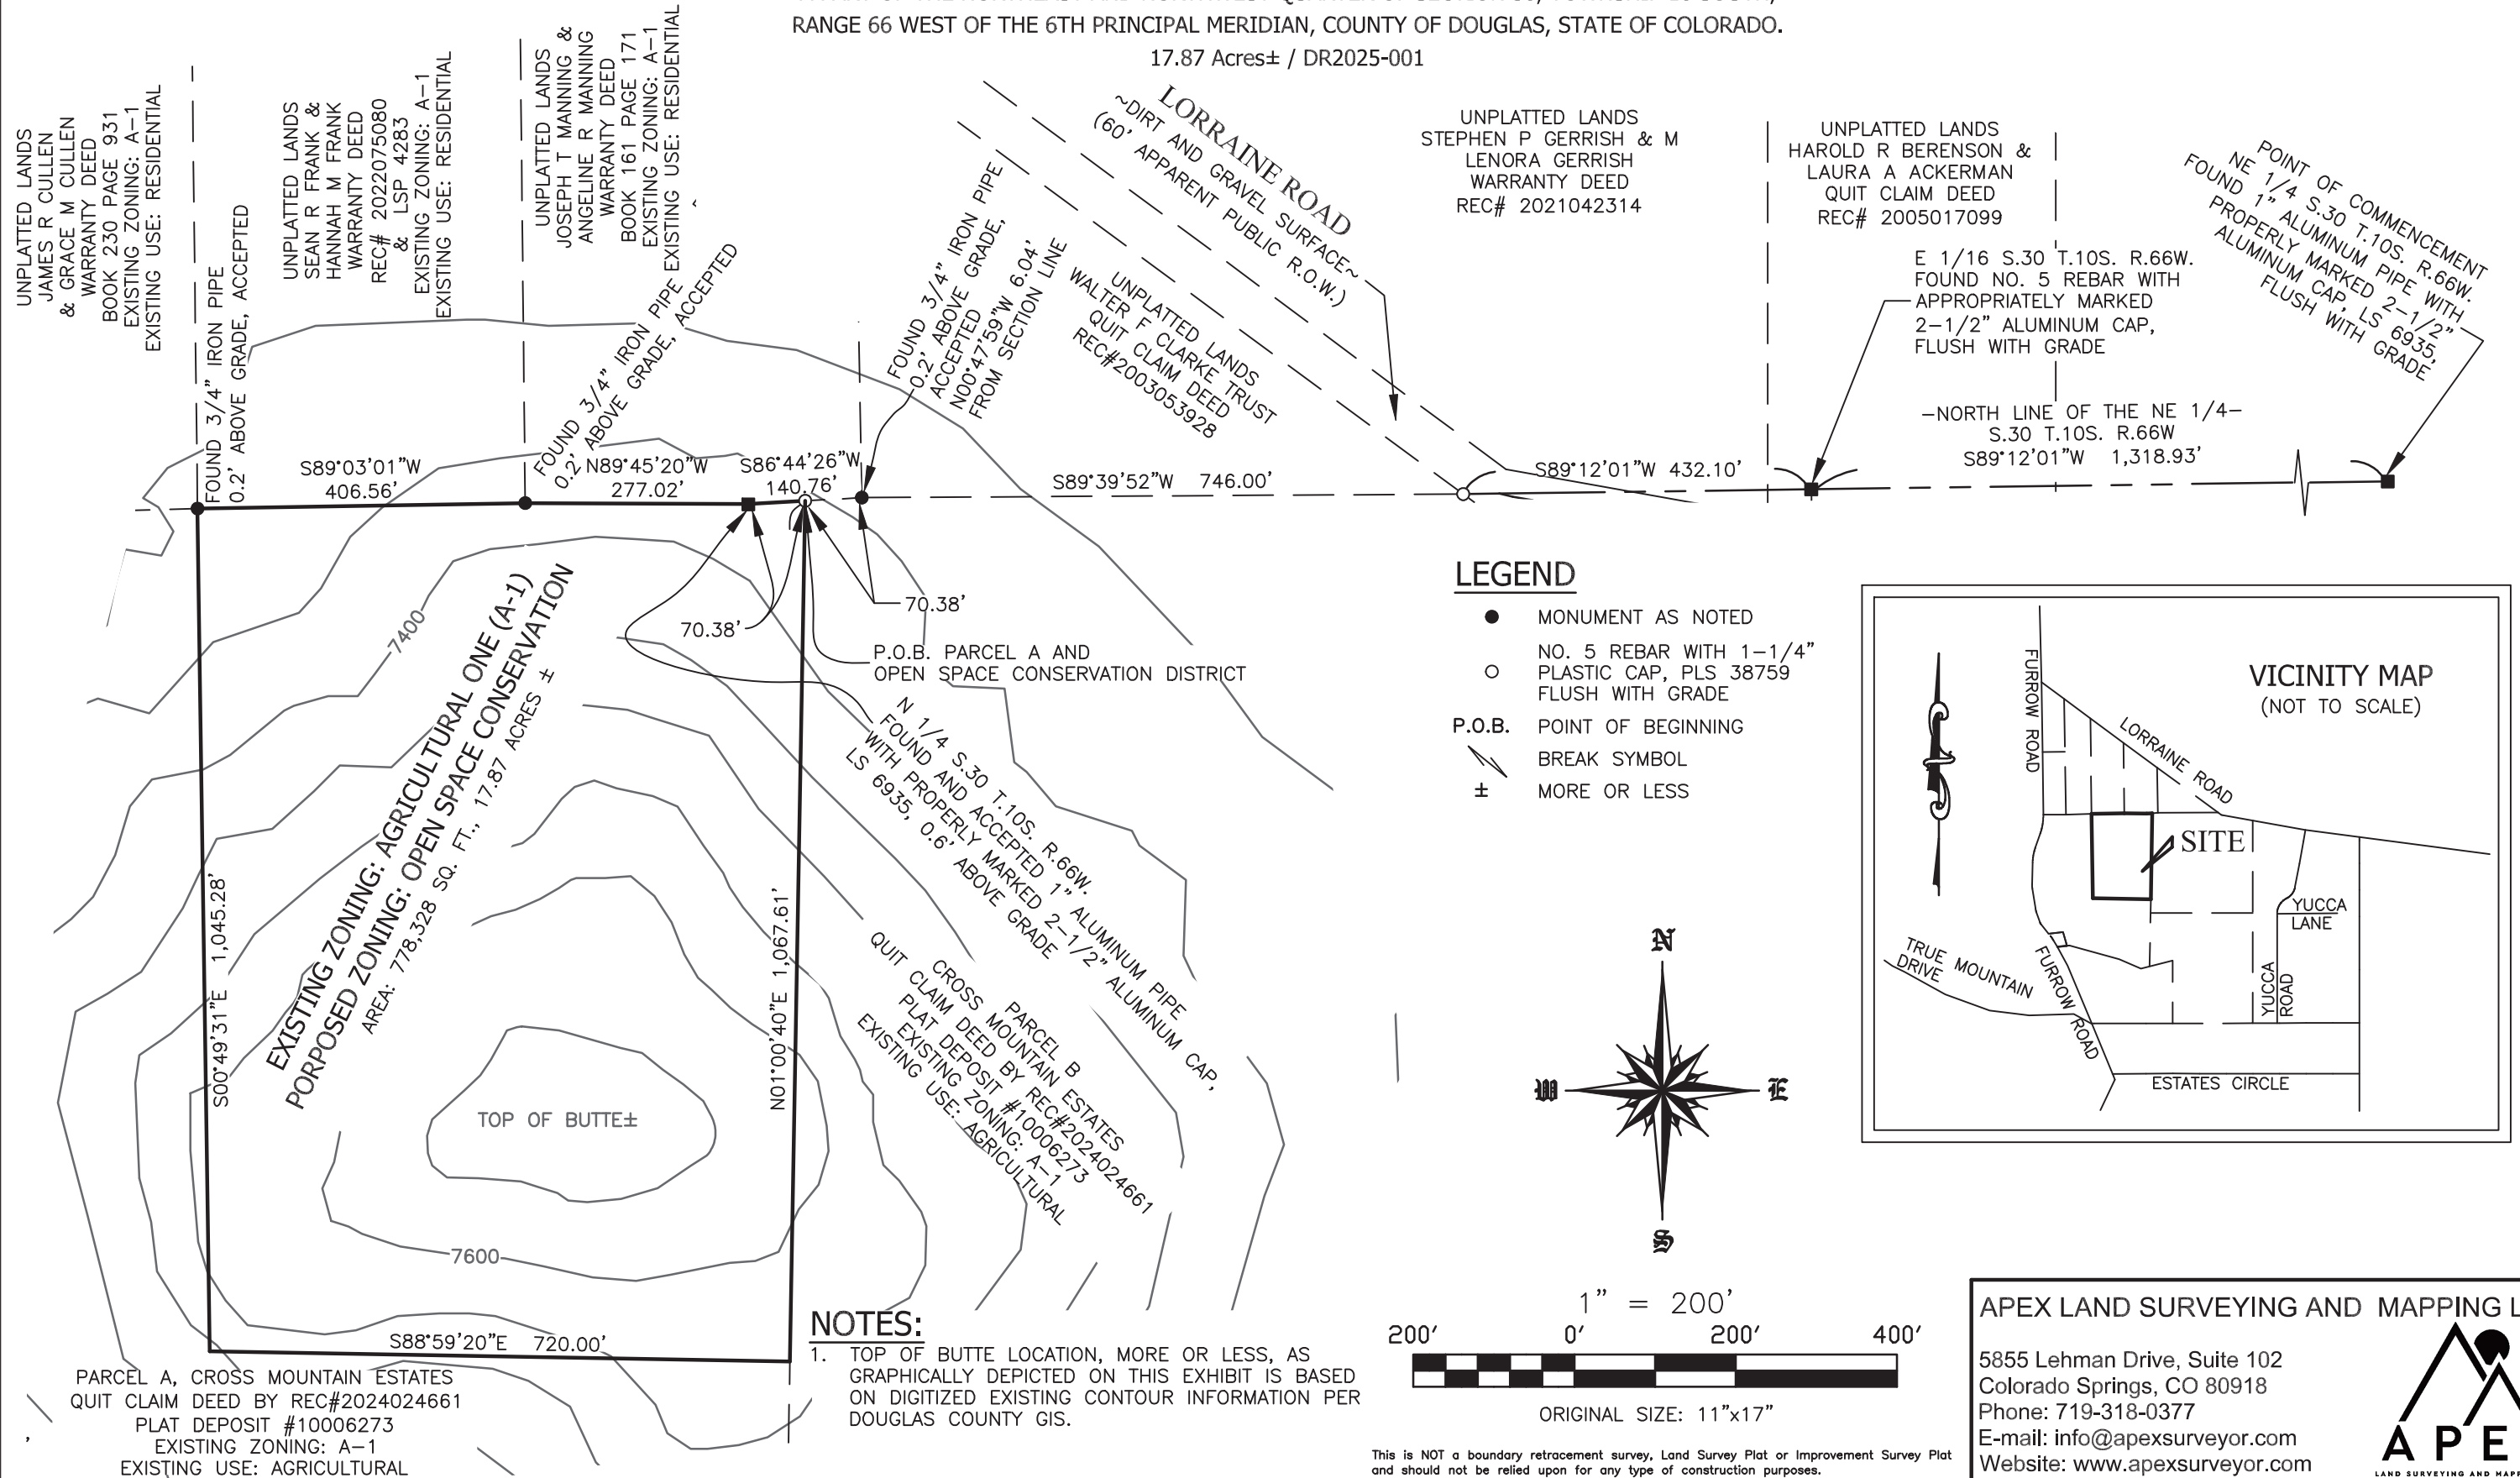 RANGE 66 WEST OF THE 6TH PRINCIPAL MERIDIAN, COUNTY OF DOUGLAS, STATE OF COLORADO.
17.87 Acres± / DR2025-001
UNPLATTED LANDS
JAMES R CULLEN
& GRACE M CULLEN
WARRANTY DEED
BOOK 230 PAGE 931
EXISTING ZONING: A-1
EXISTING USE: RESIDENTIAL
FOUND 3/4" IRON PIPE
0.2' ABOVE GRADE, ACCEPTED
UNPLATTED LANDS
SEAN R FRANK &
HANNAH M FRANK
WARRANTY DEED
REC# 2022075080
& LSP 4283
EXISTING ZONING: A-1
EXISTING USE: RESIDENTIAL
UNPLATTED LANDS
JOSEPH T MANNING &
ANGELINE R MANNING
WARRANTY DEED
BOOK 161 PAGE 171
EXISTING ZONING: A-1
EXISTING USE: RESIDENTIAL
FOUND 3/4" IRON PIPE
0.2' ABOVE GRADE, ACCEPTED
FOUND 3/4" IRON PIPE
0.2' ABOVE GRADE,
ACCEPTED
N00°47'59"W 6.04'
FROM SECTION LINE
LORRAINE ROAD
~DIRT AND GRAVEL SURFACE~
(60' APPARENT PUBLIC R.O.W.)
UNPLATTED LANDS
WALTER F CLARKE TRUST
QUIT CLAIM DEED
REC#2003053928
UNPLATTED LANDS
STEPHEN P GERRISH & M
LENORA GERRISH
WARRANTY DEED
REC# 2021042314
UNPLATTED LANDS
HAROLD R BERENSON &
LAURA A ACKERMAN
QUIT CLAIM DEED
REC# 2005017099
E 1/16 S.30 T.10S. R.66W.
FOUND NO. 5 REBAR WITH
APPROPRIATELY MARKED
2-1/2" ALUMINUM CAP,
FLUSH WITH GRADE
POINT OF COMMENCEMENT
NE 1/4 S.30 T.10S. R.66W.
FOUND 1" ALUMINUM PIPE WITH
PROPERLY MARKED 2-1/2"
ALUMINUM CAP, LS 6935,
FLUSH WITH GRADE
-NORTH LINE OF THE NE 1/4-
S.30 T.10S. R.66W
S89°12'01"W 1,318.93'
S89°03'01"W
406.56'
N89°45'20"W
277.02'
S86°44'26"W
140.76'
S89°39'52"W 746.00'
S89°12'01"W 432.10'
70.38'
70.38'
P.O.B. PARCEL A AND
OPEN SPACE CONSERVATION DISTRICT
7400
EXISTING ZONING: AGRICULTURAL ONE (A-1)
PORPOSED ZONING: OPEN SPACE CONSERVATION
AREA: 778,328 SQ. FT., 17.87 ACRES ±
N 1/4 S.30 T.10S. R.66W.
FOUND AND ACCEPTED 1" ALUMINUM PIPE
WITH PROPERLY MARKED 2-1/2" ALUMINUM CAP,
LS 6935, 0.6' ABOVE GRADE
S00°49'31"E 1,045.28'
N01°00'40"E 1,067.61'
PARCEL B
CROSS MOUNTAIN ESTATES
QUIT CLAIM DEED BY REC#2024024661
PLAT DEPOSIT #10006273
EXISTING ZONING: A-1
EXISTING USE: AGRICULTURAL
TOP OF BUTTE±
7600
S88°59'20"E 720.00'
PARCEL A, CROSS MOUNTAIN ESTATES
QUIT CLAIM DEED BY REC#2024024661
PLAT DEPOSIT #10006273
EXISTING ZONING: A-1
EXISTING USE: AGRICULTURAL
NOTES:
1. TOP OF BUTTE LOCATION, MORE OR LESS, AS
GRAPHICALLY DEPICTED ON THIS EXHIBIT IS BASED
ON DIGITIZED EXISTING CONTOUR INFORMATION PER
DOUGLAS COUNTY GIS.
LEGEND
MONUMENT AS NOTED
NO. 5 REBAR WITH 1-1/4"
PLASTIC CAP, PLS 38759
FLUSH WITH GRADE
P.O.B. POINT OF BEGINNING
BREAK SYMBOL
± MORE OR LESS
VICINITY MAP
(NOT TO SCALE)
FURROW ROAD
LORRAINE ROAD
SITE
YUCCA
LANE
YUCCA
ROAD
TRUE MOUNTAIN
DRIVE
FURROW ROAD
ESTATES CIRCLE
N
W
E
S
1" = 200'
200' 0' 200' 400'
ORIGINAL SIZE: 11"x17"
This is NOT a boundary retracement survey, Land Survey Plat or Improvement Survey Plat
and should not be relied upon for any type of construction purposes.
APEX LAND SURVEYING AND MAPPING L
5855 Lehman Drive, Suite 102
Colorado Springs, CO 80918
Phone: 719-318-0377
E-mail: info@apexsurveyor.com
Website: www.apexsurveyor.com
APE
LAND SURVEYING AND MAP